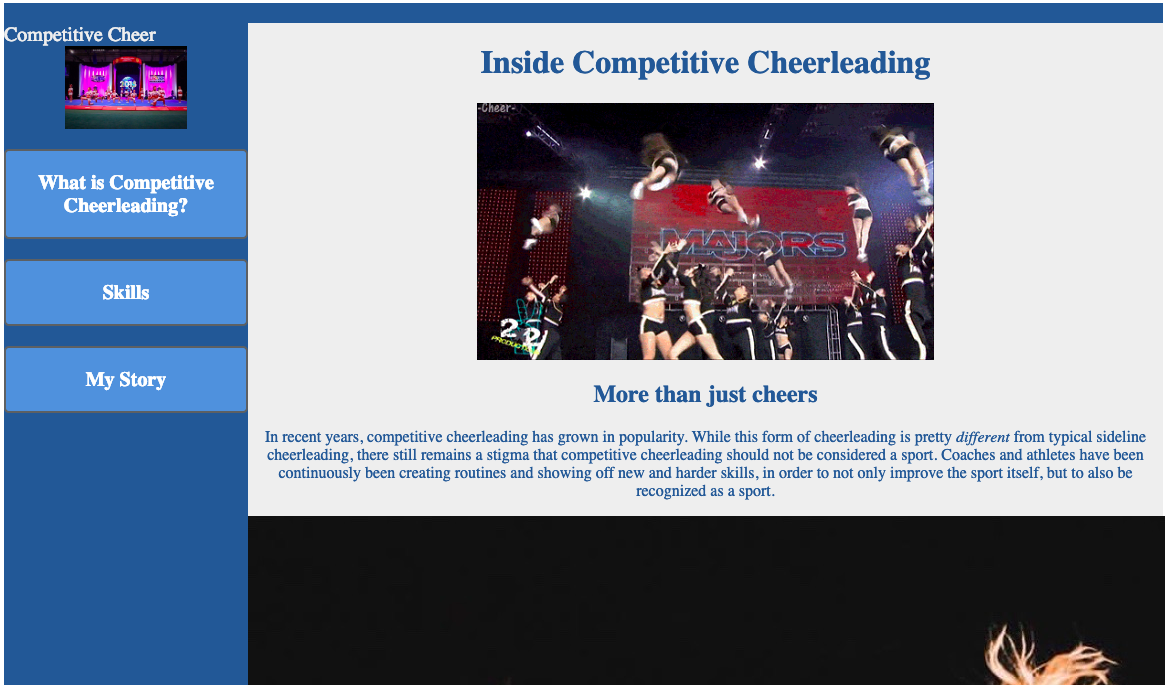 Competitive Cheer
What is Competitive
Cheerleading?
Skills
My Story
Inside Competitive Cheerleading
-Cheer-
MAJORS
More than just cheers
In recent years, competitive cheerleading has grown in popularity. While this form of cheerleading is pretty different from typical sideline
cheerleading, there still remains a stigma that competitive cheerleading should not be considered a sport. Coaches and athletes have been
continuously been creating routines and showing off new and harder skills, in order to not only improve the sport itself, but to also be
recognized as a sport.